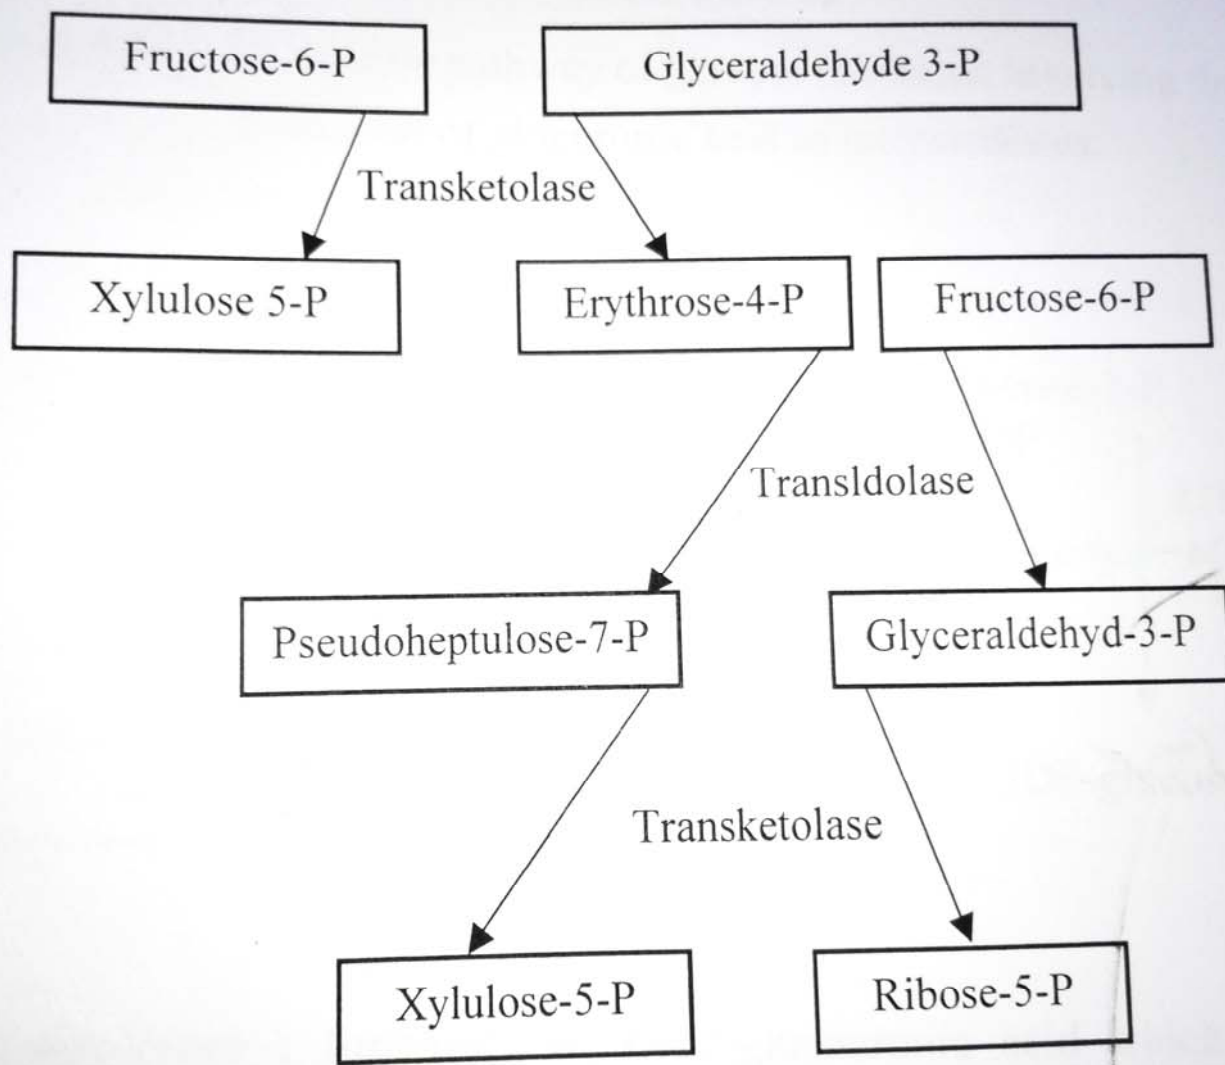 Fructose-6-P
Glyceraldehyde 3-P
Transketolase
Xylulose 5-P
Erythrose-4-P
Fructose-6-P
Transldolase
Pseudoheptulose-7-P
Glyceraldehyd-3-P
Transketolase
Xylulose-5-P
Ribose-5-P